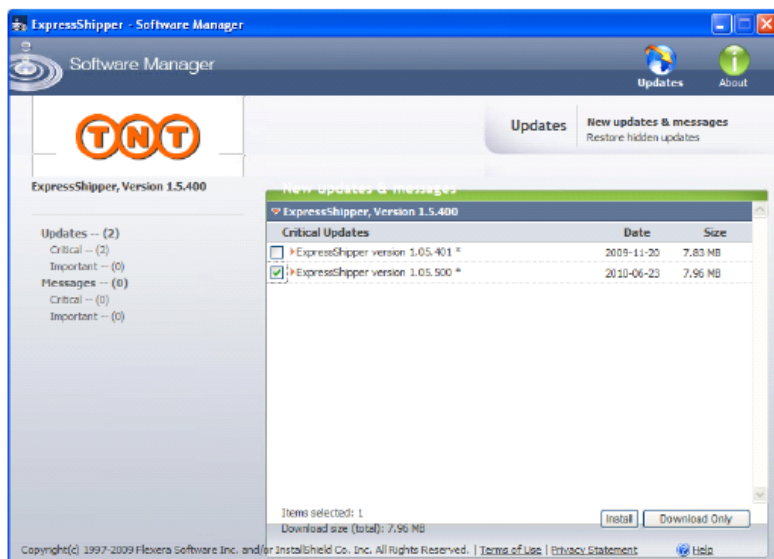 ExpressShipper - Software Manager
Software Manager
Updates
About
TNT
Updates
New updates & messages
Restore hidden updates
ExpressShipper, Version 1.5.400
Updates -- (2)
Critical -- (2)
Important -- (0)
Messages -- (0)
Critical -- (0)
Important -- (0)
New updates & messages
ExpressShipper, Version 1.5.400
Critical Updates Date Size
ExpressShipper version 1.05.401 * 2009-11-20 7.83 MB
ExpressShipper version 1.05.500 * 2010-06-23 7.96 MB
Items selected: 1
Download size (total): 7.96 MB
Install
Download Only
Copyright(c) 1997-2009 Flexera Software Inc. and/or InstallShield Co. Inc. All Rights Reserved. | Terms of Use | Privacy Statement
Help